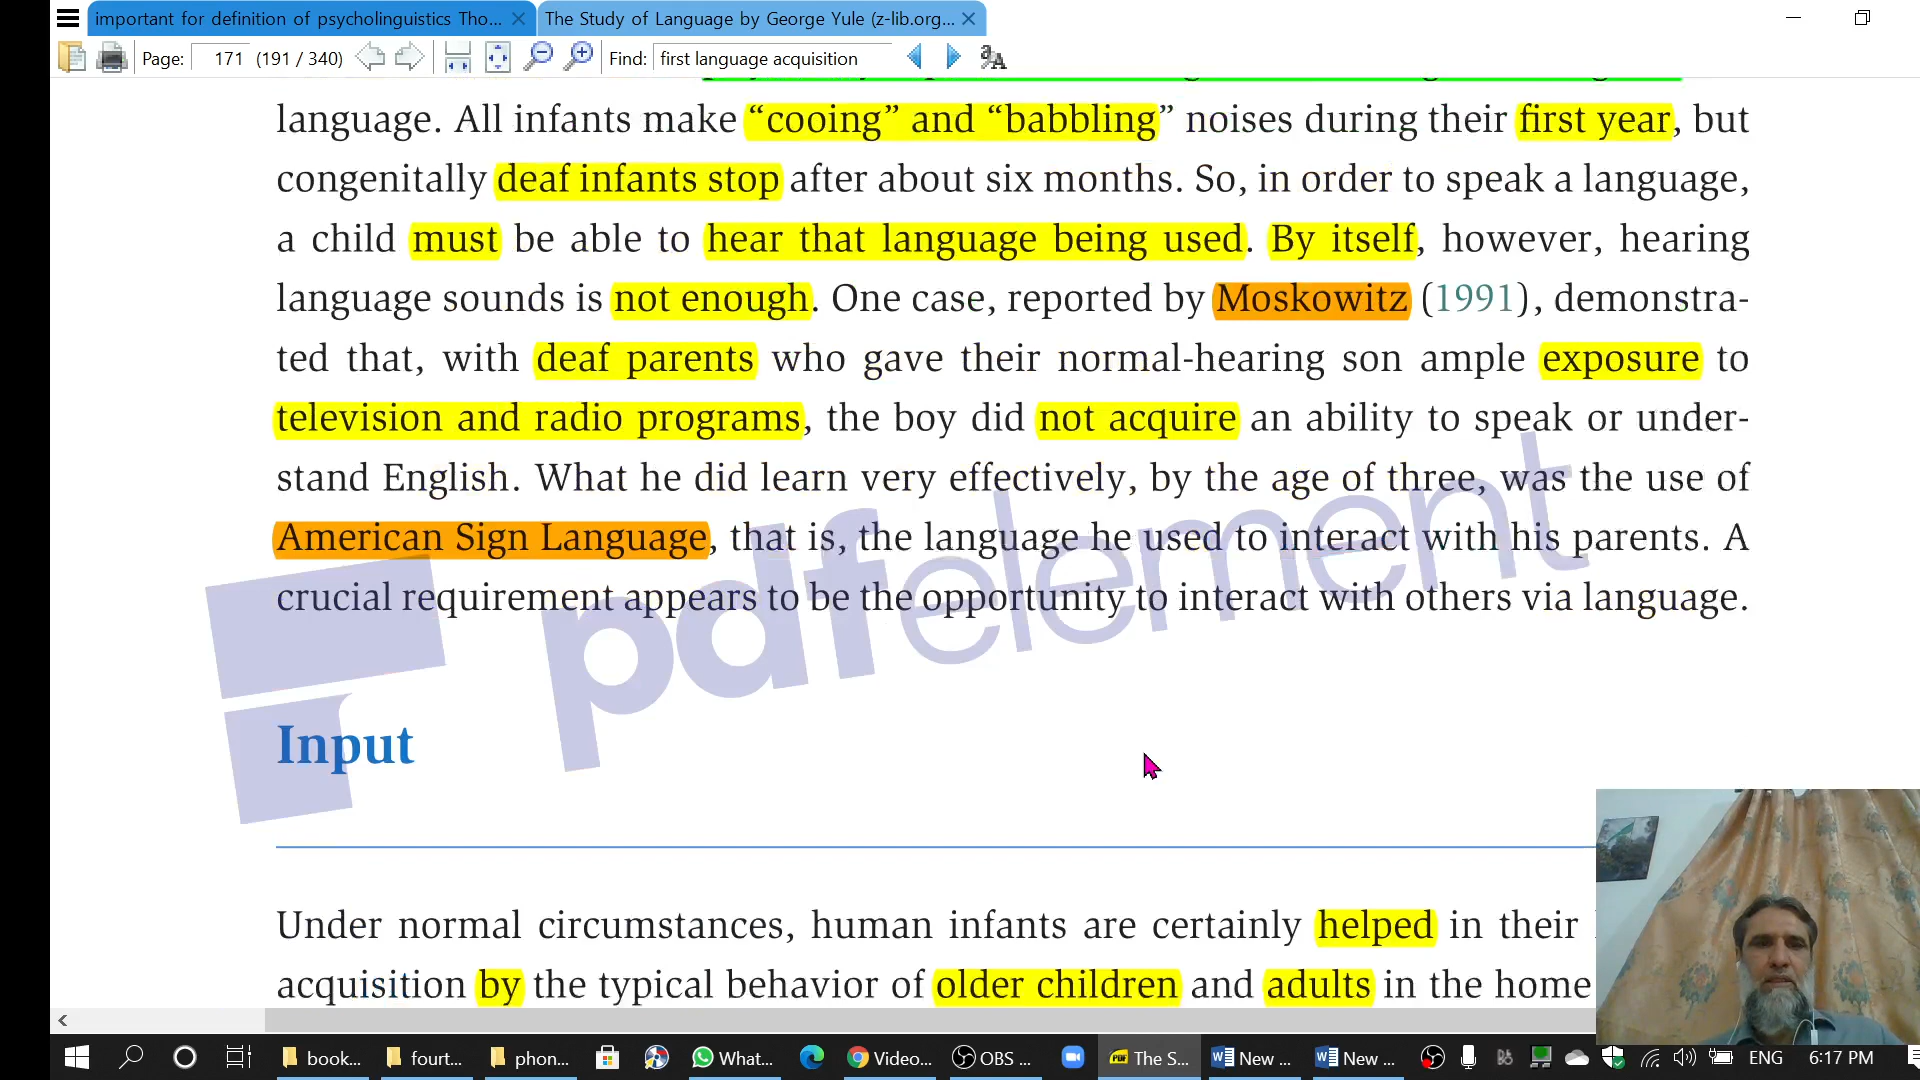 important for definition of psycholinguistics Tho...
The Study of Language by George Yule (z-lib.org...
Page: 171 (191 / 340) Find: first language acquisition
language. All infants make “cooing” and “babbling” noises during their first year, but
congenitally deaf infants stop after about six months. So, in order to speak a language,
a child must be able to hear that language being used. By itself, however, hearing
language sounds is not enough. One case, reported by Moskowitz (1991), demonstra-
ted that, with deaf parents who gave their normal-hearing son ample exposure to
television and radio programs, the boy did not acquire an ability to speak or under-
stand English. What he did learn very effectively, by the age of three, was the use of
American Sign Language, that is, the language he used to interact with his parents. A
crucial requirement appears to be the opportunity to interact with others via language.
pdfelement
Input
Under normal circumstances, human infants are certainly helped in their
acquisition by the typical behavior of older children and adults in the home
book... fourt... phon... What... Video... OBS ... The S... New ... New ... ENG 6:17 PM